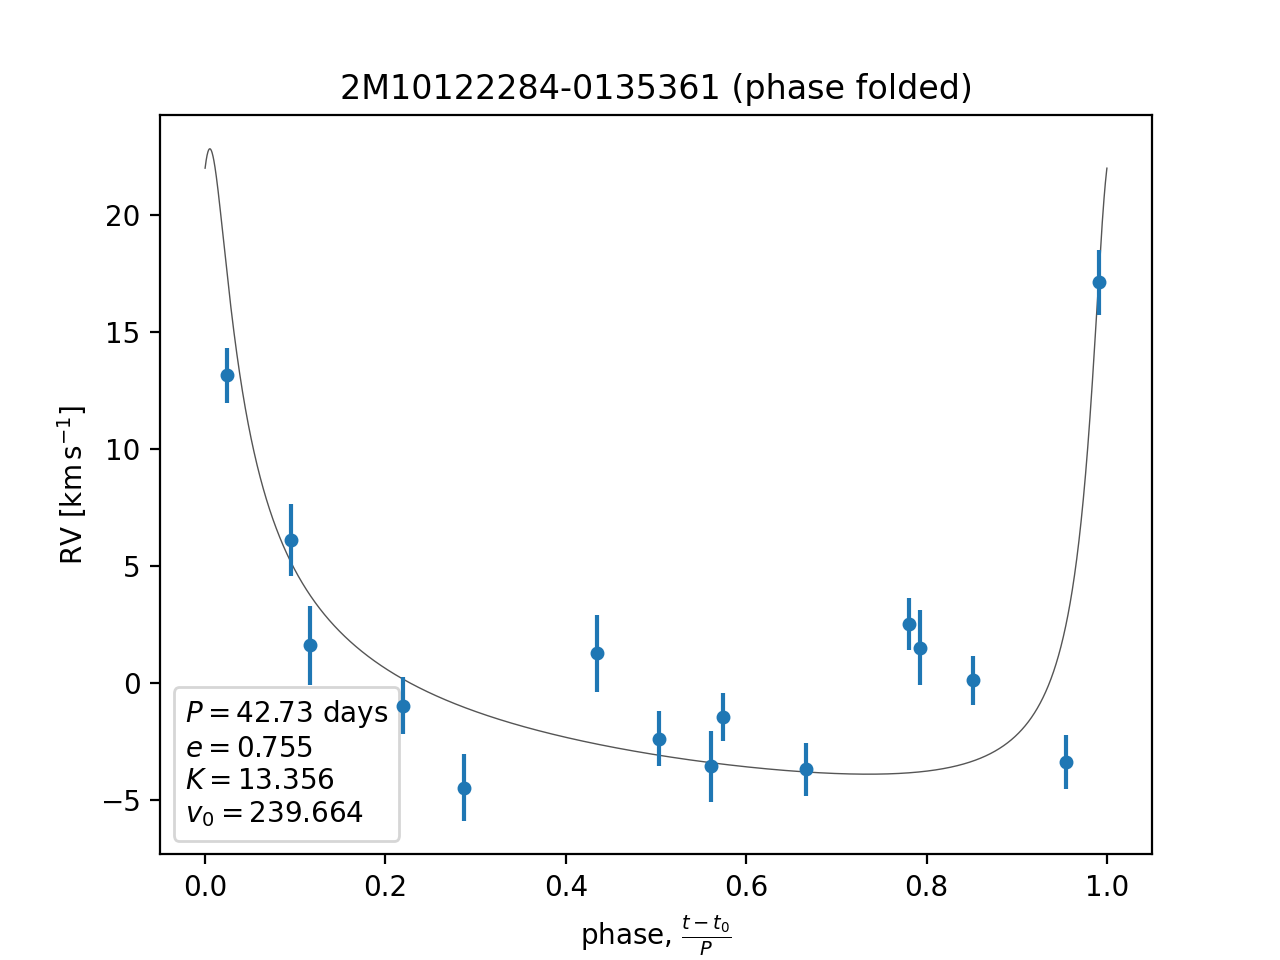 2M10122284-0135361 (phase folded)
RV [km s⁻¹]
20
15
10
5
0
−5
P = 42.73 days
e = 0.755
K = 13.356
v₀ = 239.664
0.0 0.2 0.4 0.6 0.8 1.0
phase, (t − t₀)/P